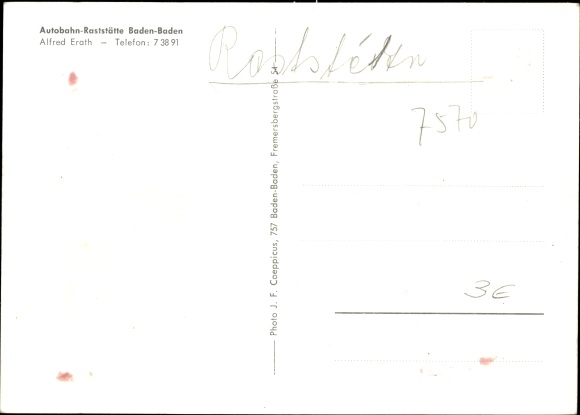 Autobahn-Raststätte Baden-Baden
Alfred Erath — Telefon: 7 38 91
Raststätten
7570
Photo J. F. Caeppicus, 757 Baden-Baden, Fremersbergstraße 54
3€